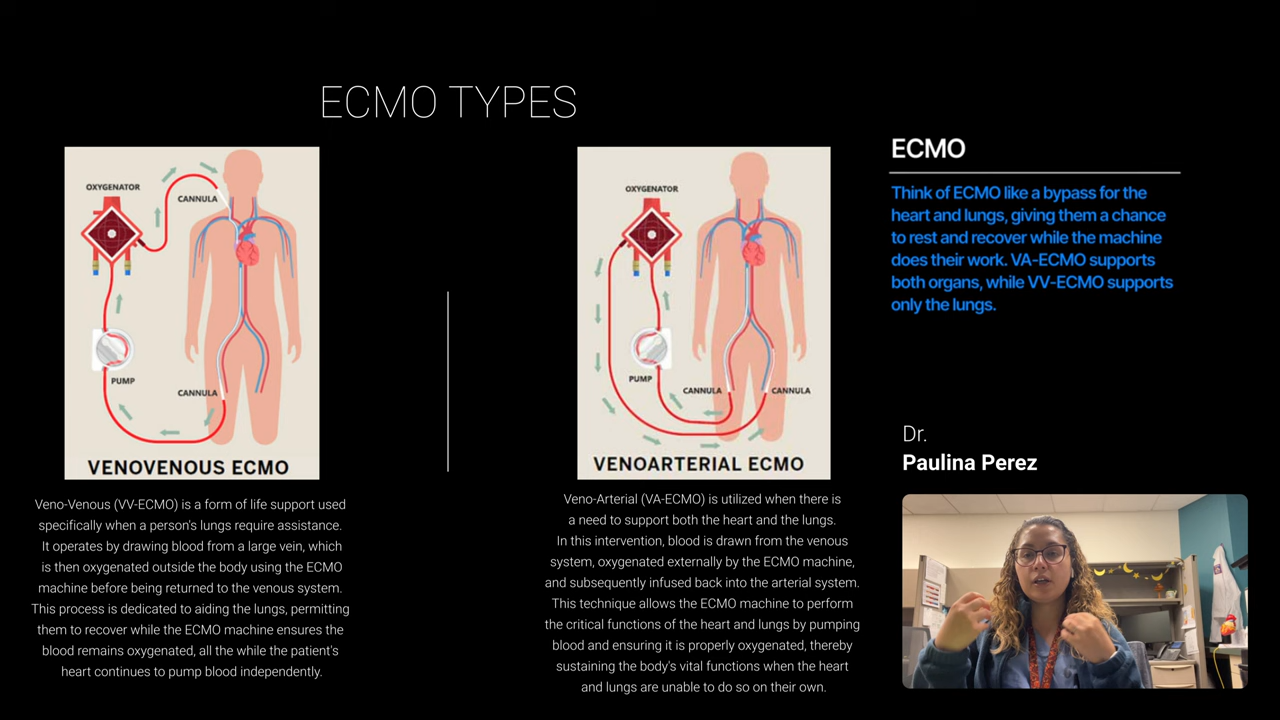 ECMO TYPES
OXYGENATOR
CANNULA
PUMP
CANNULA
VENOVENOUS ECMO
Veno-Venous (VV-ECMO) is a form of life support used
specifically when a person's lungs require assistance.
It operates by drawing blood from a large vein, which
is then oxygenated outside the body using the ECMO
machine before being returned to the venous system.
This process is dedicated to aiding the lungs, permitting
them to recover while the ECMO machine ensures the
blood remains oxygenated, all the while the patient's
heart continues to pump blood independently.
OXYGENATOR
PUMP
CANNULA
CANNULA
VENOARTERIAL ECMO
Veno-Arterial (VA-ECMO) is utilized when there is
a need to support both the heart and the lungs.
In this intervention, blood is drawn from the venous
system, oxygenated externally by the ECMO machine,
and subsequently infused back into the arterial system.
This technique allows the ECMO machine to perform
the critical functions of the heart and lungs by pumping
blood and ensuring it is properly oxygenated, thereby
sustaining the body's vital functions when the heart
and lungs are unable to do so on their own.
ECMO
Think of ECMO like a bypass for the
heart and lungs, giving them a chance
to rest and recover while the machine
does their work. VA-ECMO supports
both organs, while VV-ECMO supports
only the lungs.
Dr.
Paulina Perez